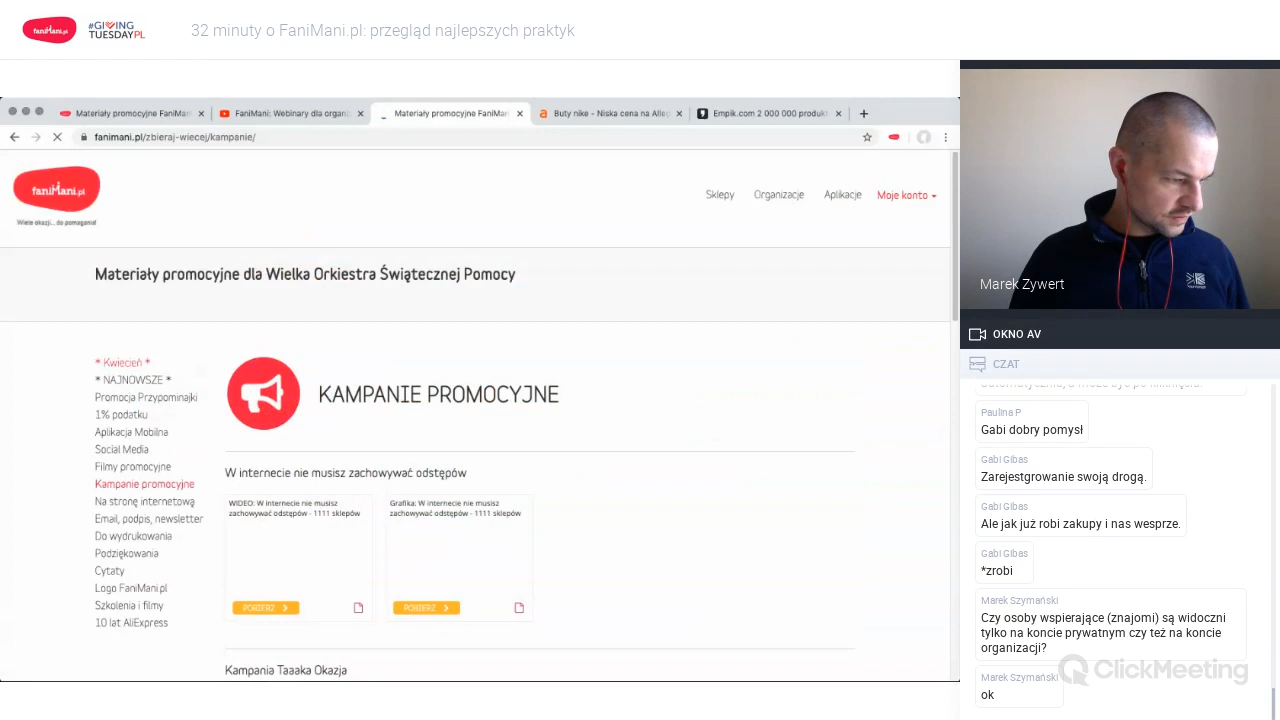 faniMani.pl
#GIVING
TUESDAYPL
32 minuty o FaniMani.pl: przegląd najlepszych praktyk
Materiały promocyjne FaniMan
FaniMani: Webinary dla organiz
Materiały promocyjne FaniMan
Buty nike - Niska cena na Alleg
Empik.com 2 000 000 produkt
fanimani.pl/zbieraj-wiecej/kampanie/
faniMani.pl
Wiele okazji... do pomagania!
Sklepy
Organizacje
Aplikacje
Moje konto
Materiały promocyjne dla Wielka Orkiestra Świątecznej Pomocy
* Kwiecień *
* NAJNOWSZE *
Promocja Przypominajki
1% podatku
Aplikacja Mobilna
Social Media
Filmy promocyjne
Kampanie promocyjne
Na stronę internetową
Email, podpis, newsletter
Do wydrukowania
Podziękowania
Cytaty
Logo FaniMani.pl
Szkolenia i filmy
10 lat AliExpress
KAMPANIE PROMOCYJNE
W internecie nie musisz zachowywać odstępów
WIDEO: W internecie nie musisz
zachowywać odstępów - 1111 sklepów
POBIERZ
Grafika: W internecie nie musisz
zachowywać odstępów - 1111 sklepów
POBIERZ
Kampania Taaaka Okazja
Marek Zywert
OKNO AV
CZAT
Paulina P
Gabi dobry pomysł
Gabi Gibas
Zarejestgrowanie swoją drogą.
Gabi Gibas
Ale jak już robi zakupy i nas wesprze.
Gabi Gibas
*zrobi
Marek Szymański
Czy osoby wspierające (znajomi) są widoczni
tylko na koncie prywatnym czy też na koncie
organizacji?
Marek Szymański
ok
ClickMeeting